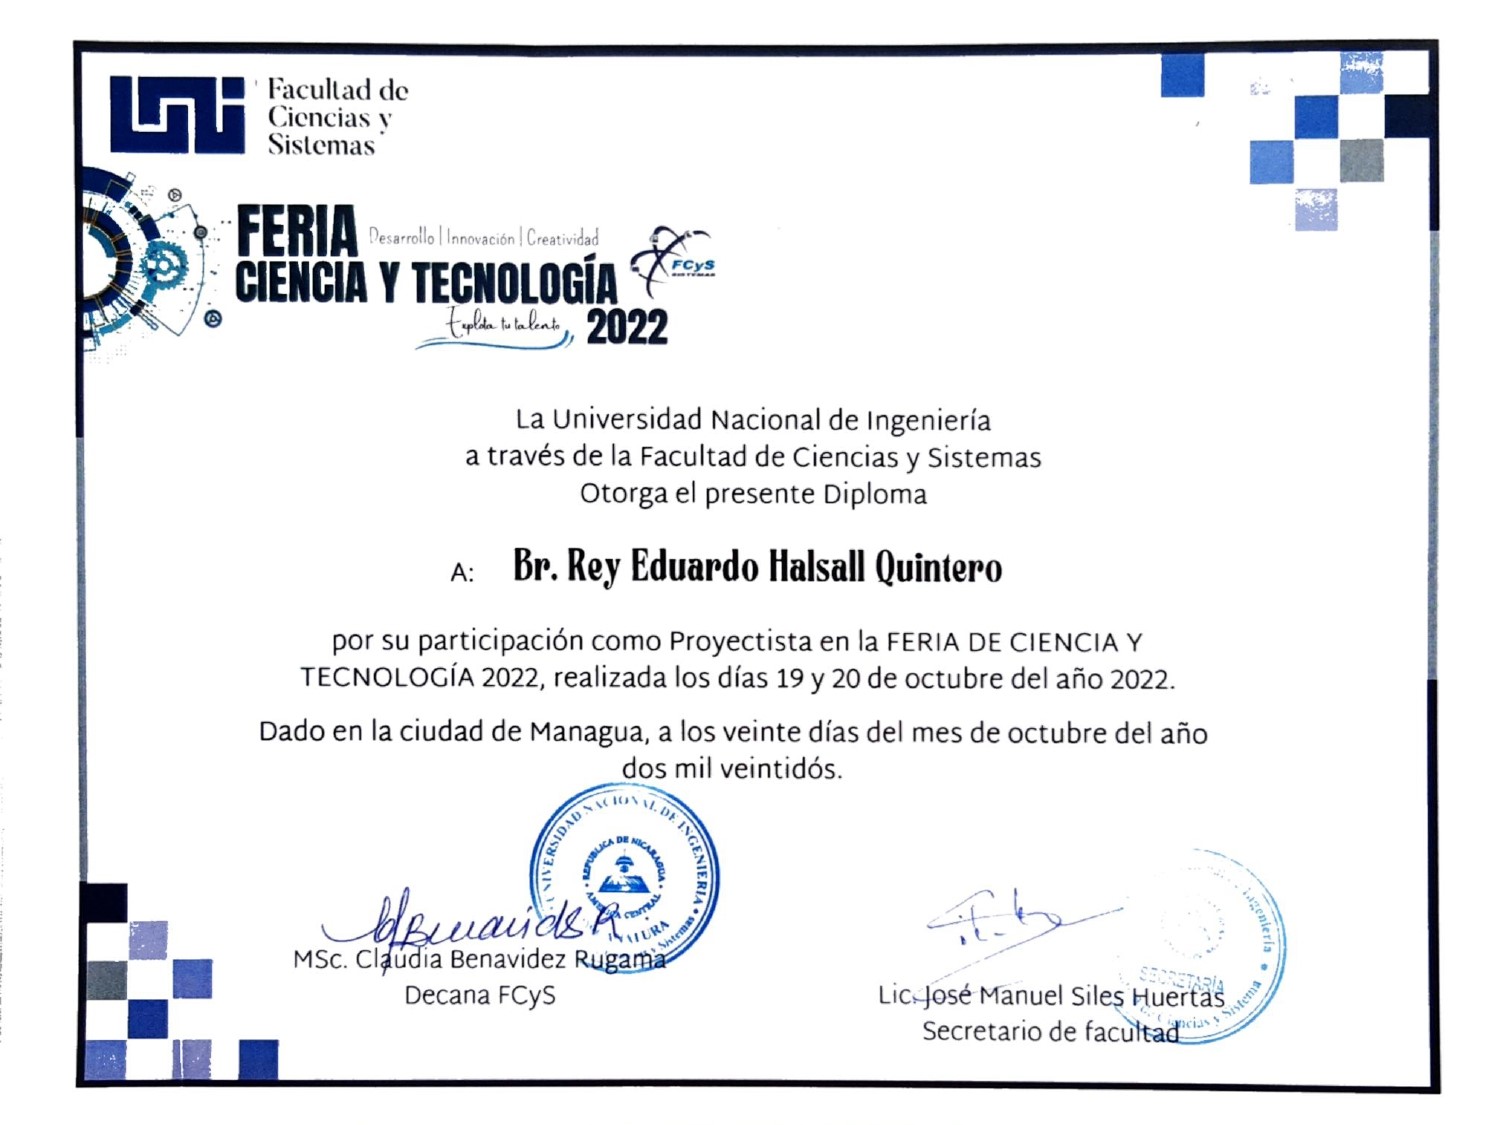 uni
Facultad de
Ciencias y
Sistemas
FERIA
Desarrollo | Innovación | Creatividad
CIENCIA Y TECNOLOGÍA
FCyS
SISTEMAS
Explota tu talento
2022
La Universidad Nacional de Ingeniería
a través de la Facultad de Ciencias y Sistemas
Otorga el presente Diploma
A: Br. Rey Eduardo Halsall Quintero
por su participación como Proyectista en la FERIA DE CIENCIA Y
TECNOLOGÍA 2022, realizada los días 19 y 20 de octubre del año 2022.
Dado en la ciudad de Managua, a los veinte días del mes de octubre del año
dos mil veintidós.
UNIVERSIDAD NACIONAL DE INGENIERIA
REPUBLICA DE NICARAGUA
AMERICA CENTRAL
MSc. Claudia Benavidez Rugama
Decana FCyS
Ingeniería
SECRETARÍA
Ciencias y Sistema
Lic. José Manuel Siles Huertas
Secretario de facultad